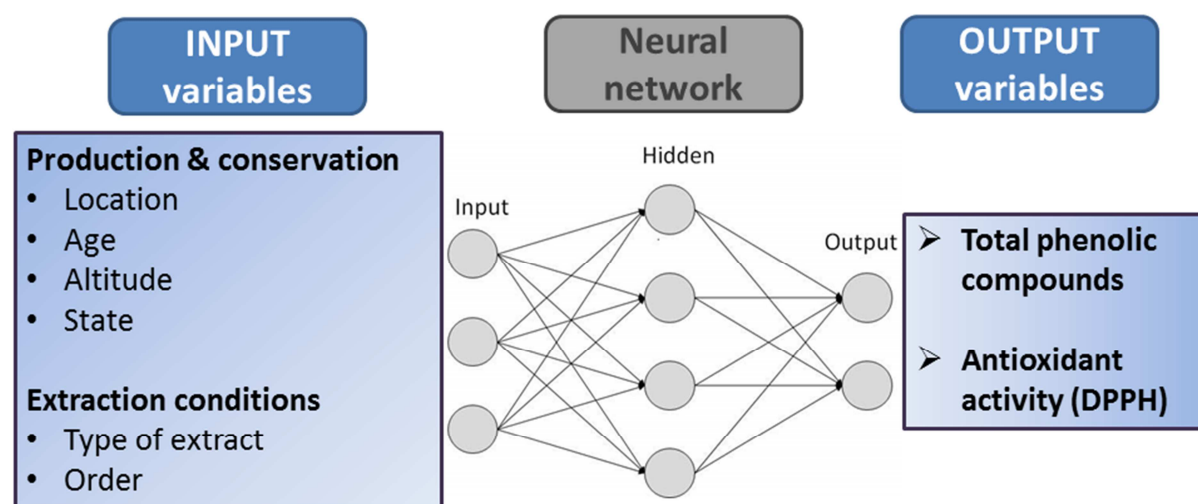 INPUT
variables
Neural
network
OUTPUT
variables
Production & conservation
• Location
• Age
• Altitude
• State
Extraction conditions
• Type of extract
• Order
Input
Hidden
Output
➢ Total phenolic
compounds
➢ Antioxidant
activity (DPPH)